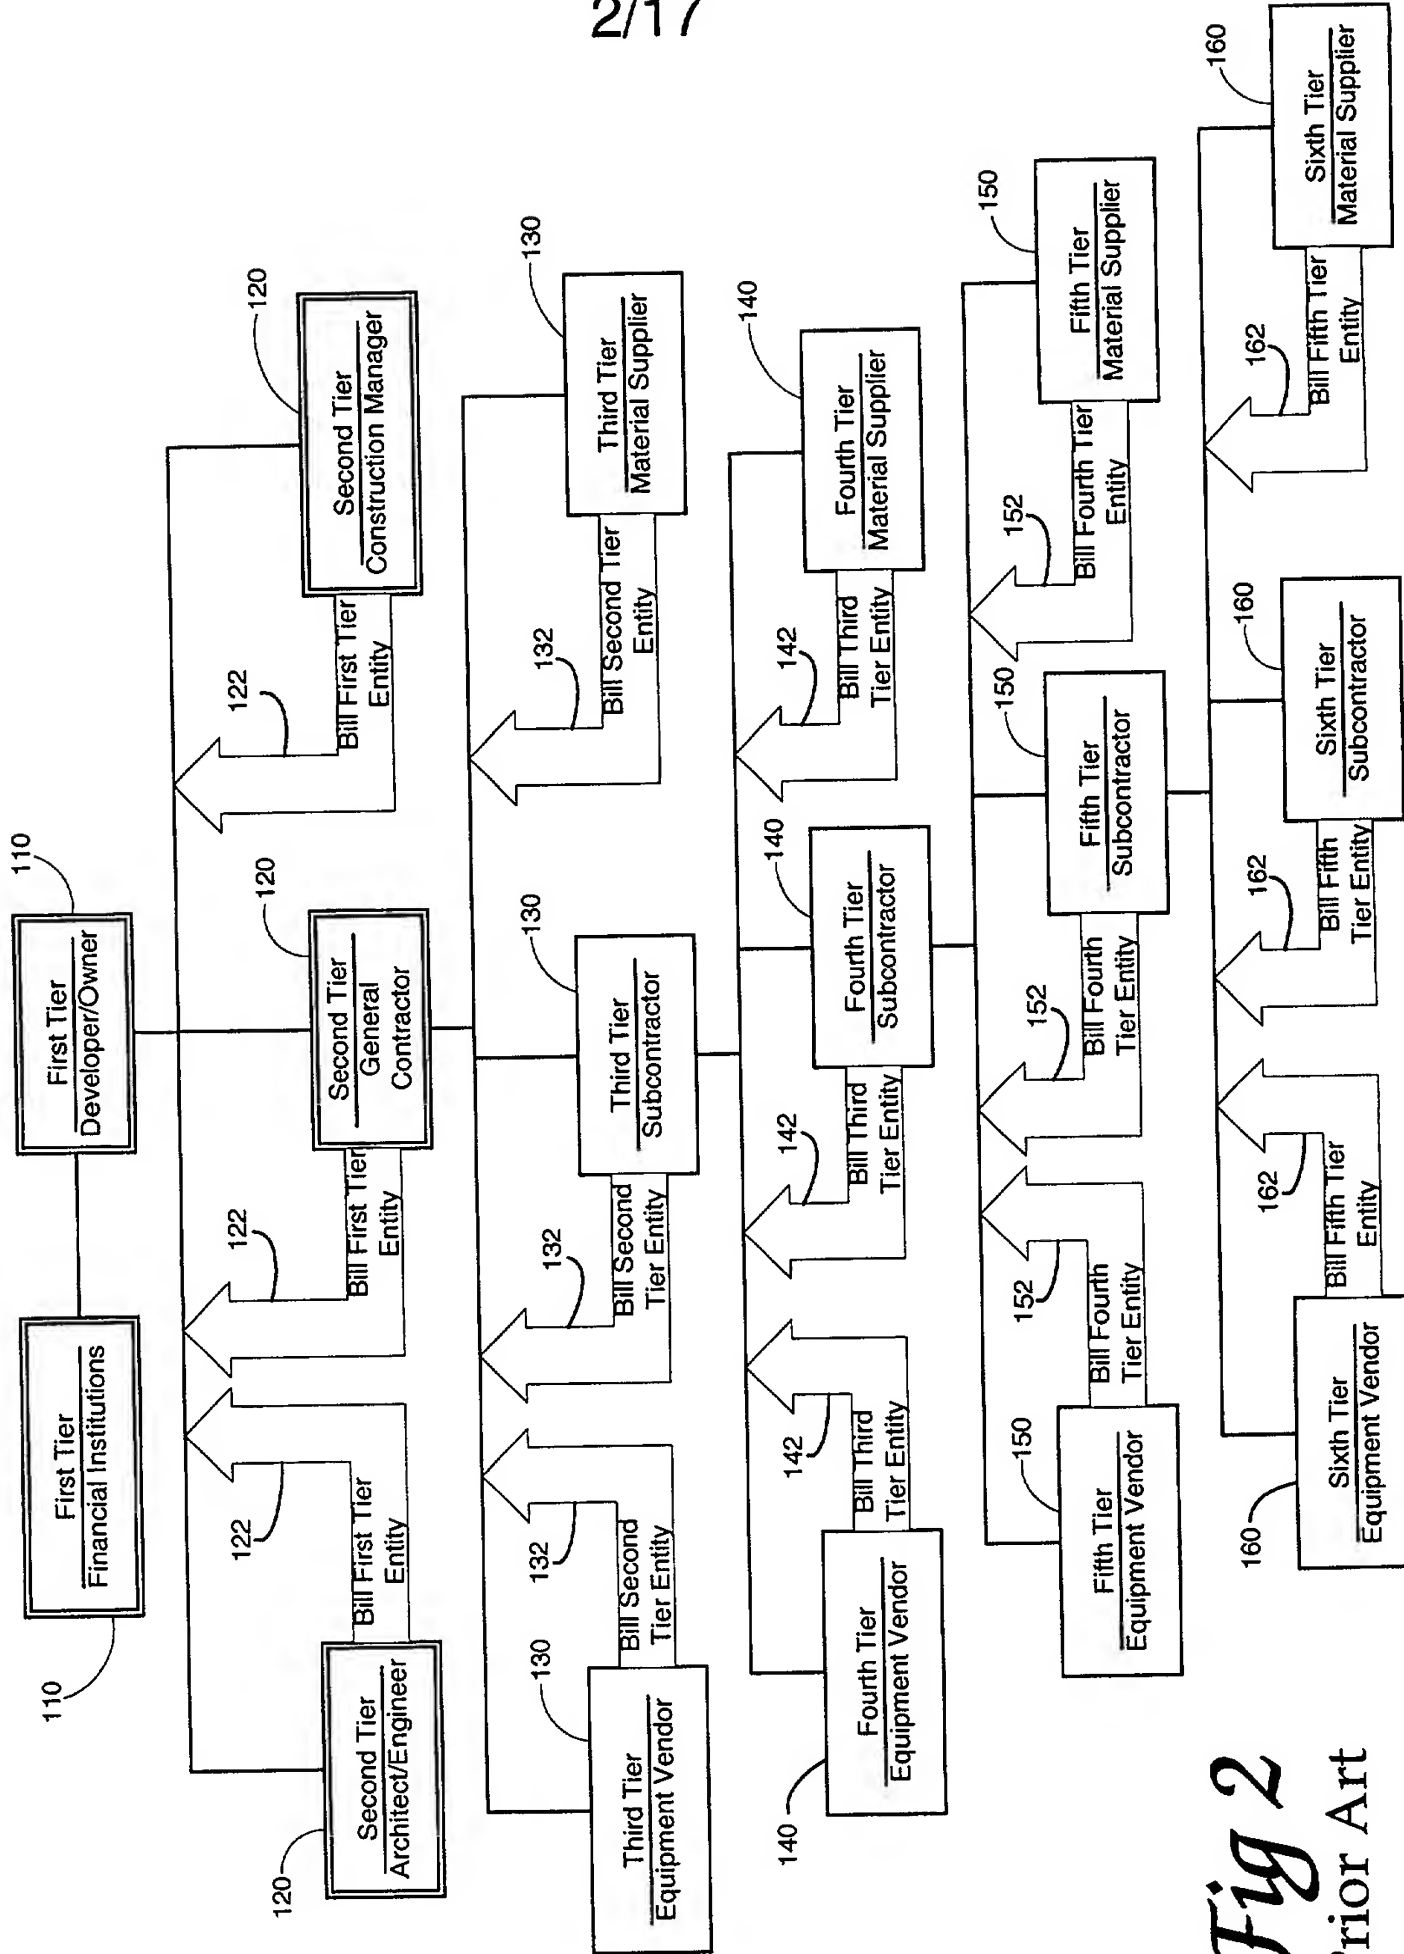 2/17
110
First Tier
Financial Institutions
First Tier
Developer/Owner
110
120
Second Tier
Architect/Engineer
Bill First Tier
Entity
122
122
Bill First Tier
Entity
120
Second Tier
General
Contractor
122
Bill First Tier
Entity
120
Second Tier
Construction Manager
130
Third Tier
Equipment Vendor
Bill Second
Tier Entity
132
132
Bill Second
Tier Entity
130
Third Tier
Subcontractor
132
Bill Second Tier
Entity
130
Third Tier
Material Supplier
140
Fourth Tier
Equipment Vendor
Bill Third
Tier Entity
142
142
Bill Third
Tier Entity
140
Fourth Tier
Subcontractor
142
Bill Third
Tier Entity
140
Fourth Tier
Material Supplier
150
Fifth Tier
Equipment Vendor
Bill Fourth
Tier Entity
152
152
Bill Fourth
Tier Entity
150
Fifth Tier
Subcontractor
152
Bill Fourth Tier
Entity
150
Fifth Tier
Material Supplier
160
Sixth Tier
Equipment Vendor
Bill Fifth Tier
Entity
162
162
Bill Fifth
Tier Entity
160
Sixth Tier
Subcontractor
162
Bill Fifth Tier
Entity
160
Sixth Tier
Material Supplier
Fig 2
Prior Art